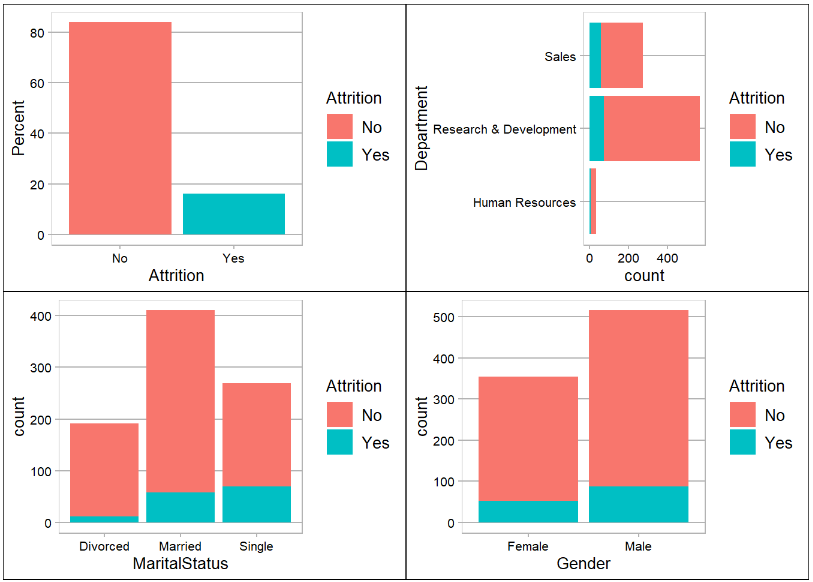 80
60
40
20
0
Percent
No Yes
Attrition
Attrition
No
Yes
Department
Sales
Research & Development
Human Resources
0 200 400
count
Attrition
No
Yes
400
300
200
100
0
count
Divorced Married Single
MaritalStatus
Attrition
No
Yes
500
400
300
200
100
0
count
Female Male
Gender
Attrition
No
Yes